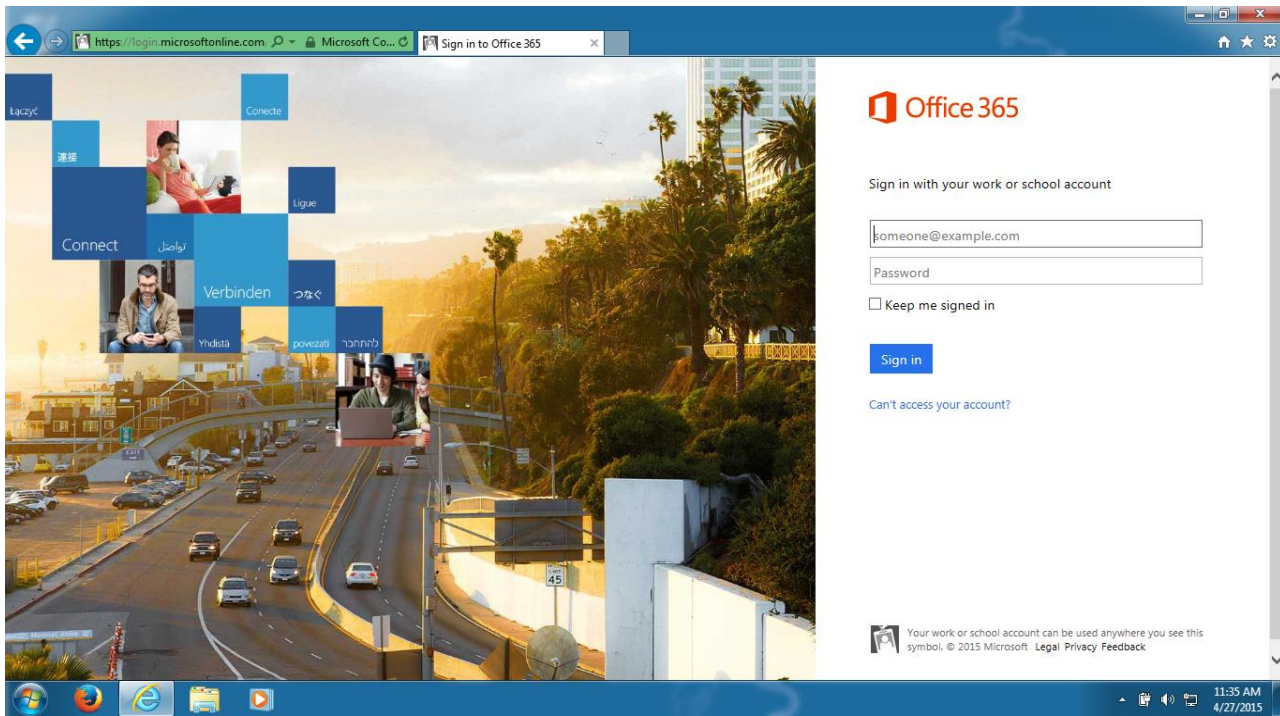 https://login.microsoftonline.com
Microsoft Co...
Sign in to Office 365
Łączyć
Conecte
連接
Ligue
Connect
تواصل
Verbinden
つなぐ
Yhdistä
povezati
להתחבר
EXIT
LIMIT
45
Office 365
Sign in with your work or school account
someone@example.com
Password
Keep me signed in
Sign in
Can't access your account?
Your work or school account can be used anywhere you see this
symbol. © 2015 Microsoft Legal Privacy Feedback
11:35 AM
4/27/2015